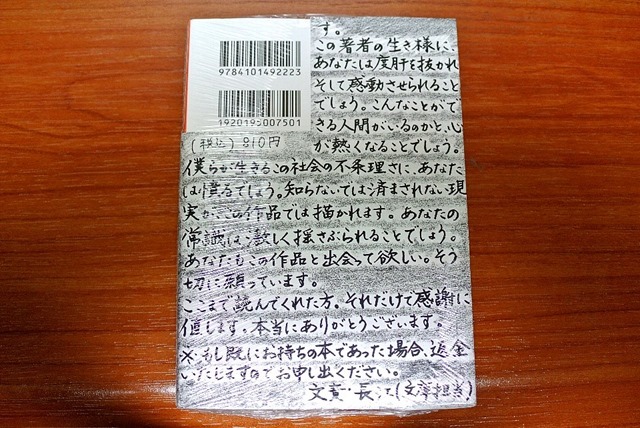 す。
この著者の生き様に、
あなたは度肝を抜かれ
そして感動させられること
でしょう。こんなことがで
きる人間がいるのかと、心
が熱くなることでしょう。
9784101492223
1920195007501
(税込)810円
僕らが生きるこの社会の不条理さに、あなた
は憤るでしょう。知らないでは済まされない現
実が、この作品では描かれます。あなたの
常識は激しく揺さぶられることでしょう。
あなたもこの作品と出会って欲しい。そう
切に願っています。
ここまで読んでくれた方。それだけで感謝に
値します。本当にありがとうございます。
※もし既にお持ちの本であった場合、返金
いたしますのでお申し出ください。
文責・長江(文庫担当)